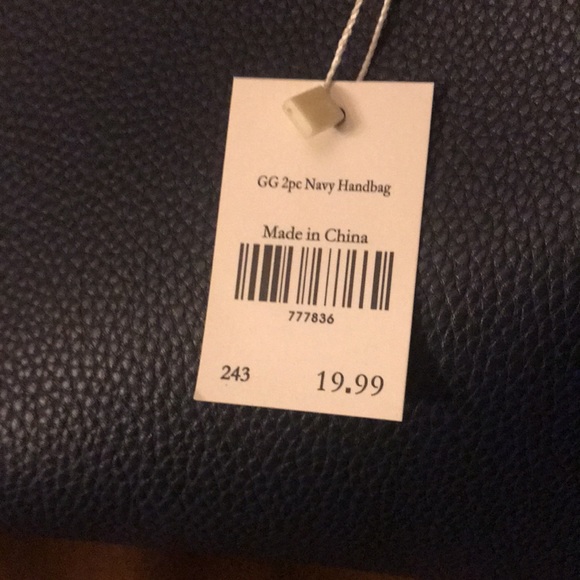 GG 2pc Navy Handbag
Made in China
777836
243 19.99